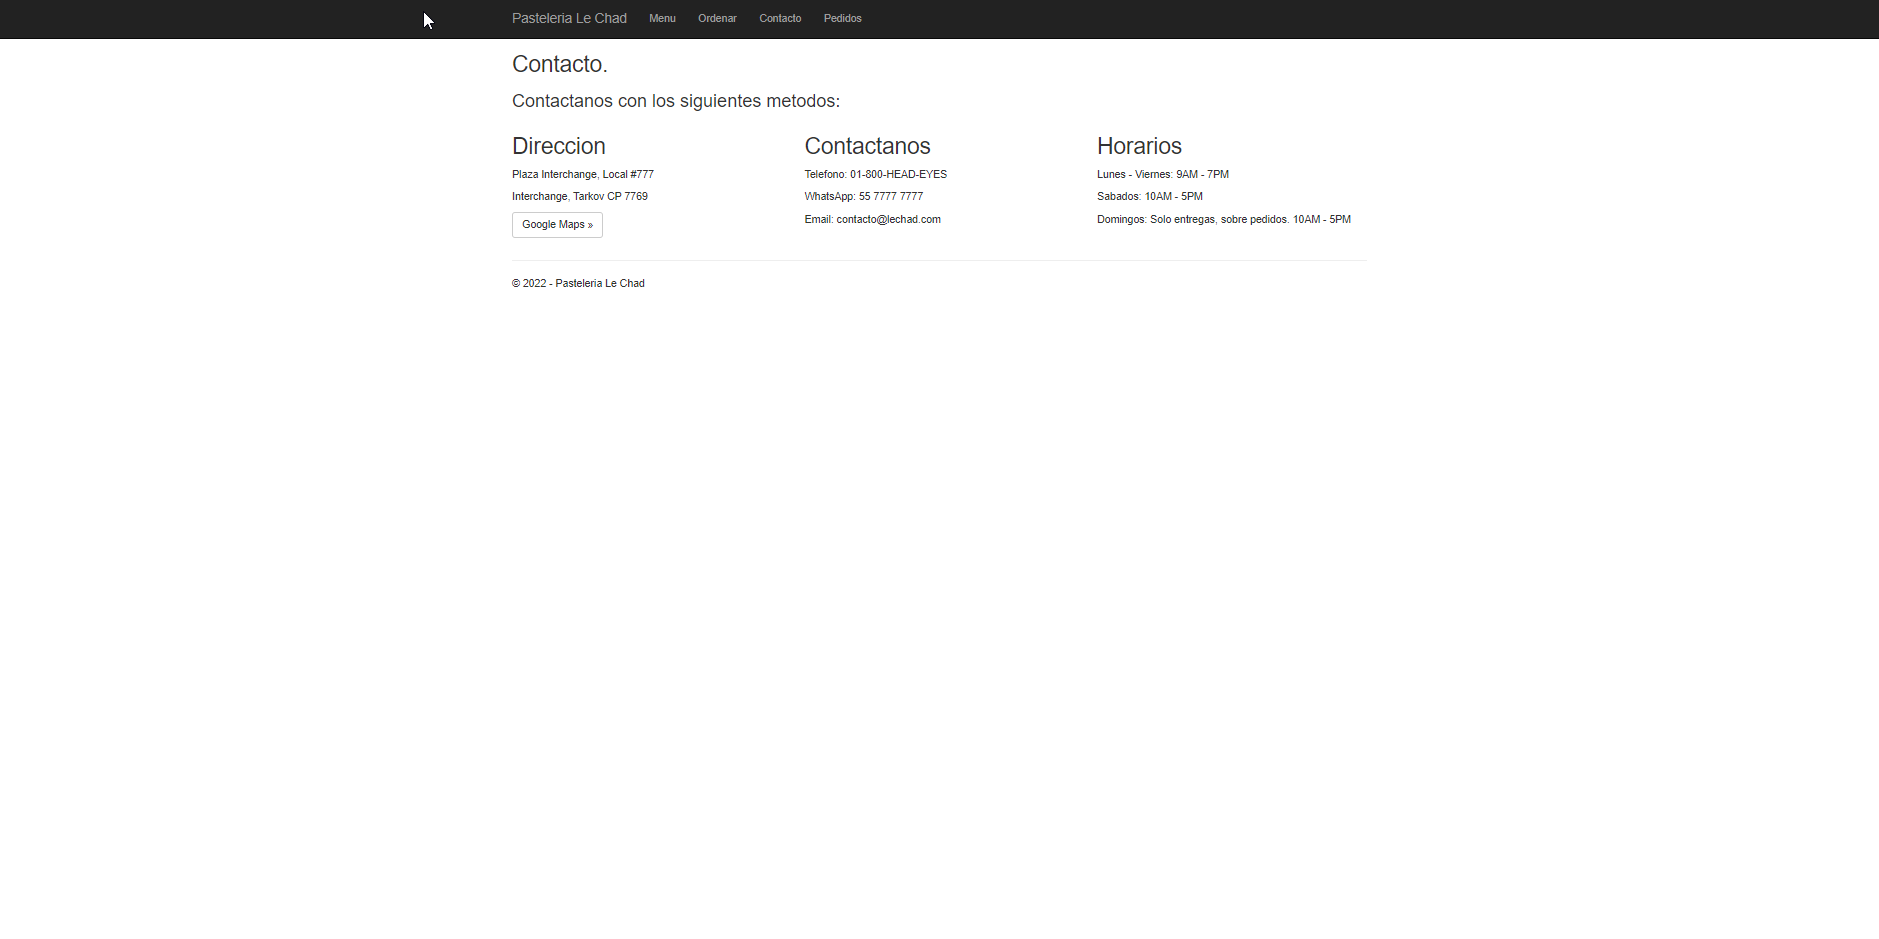 Pasteleria Le Chad Menu Ordenar Contacto Pedidos
Contacto.
Contactanos con los siguientes metodos:
Direccion
Plaza Interchange, Local #777
Interchange, Tarkov CP 7769
Google Maps »
Contactanos
Telefono: 01-800-HEAD-EYES
WhatsApp: 55 7777 7777
Email: contacto@lechad.com
Horarios
Lunes - Viernes: 9AM - 7PM
Sabados: 10AM - 5PM
Domingos: Solo entregas, sobre pedidos. 10AM - 5PM
© 2022 - Pasteleria Le Chad